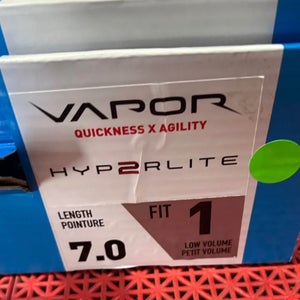 VAPOR
QUICKNESS X AGILITY
HYP2RLITE
LENGTH
POINTURE
7.0
FIT 1
LOW VOLUME
PETIT VOLUME